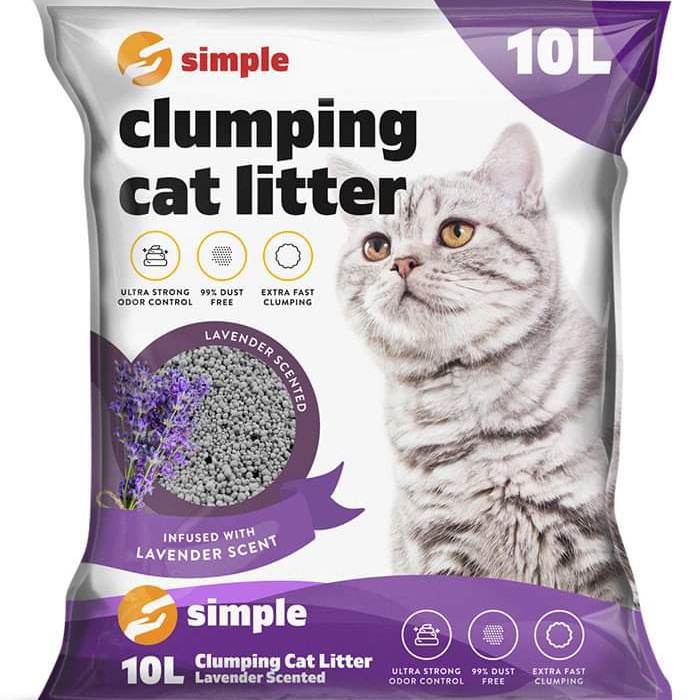 simple
10L
clumping
cat litter
ULTRA STRONG
ODOR CONTROL
99% DUST
FREE
EXTRA FAST
CLUMPING
LAVENDER SCENTED
INFUSED WITH
LAVENDER SCENT
simple
10L
Clumping Cat Litter
Lavender Scented
ULTRA STRONG
ODOR CONTROL
99% DUST
FREE
EXTRA FAST
CLUMPING